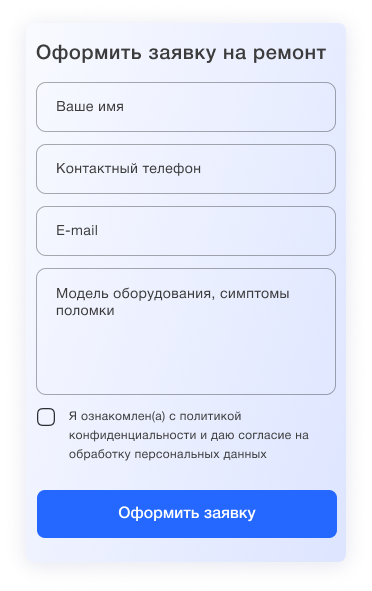 Оформить заявку на ремонт
Ваше имя
Контактный телефон
E-mail
Модель оборудования, симптомы
поломки
Я ознакомлен(а) с политикой
конфиденциальности и даю согласие на
обработку персональных данных
Оформить заявку